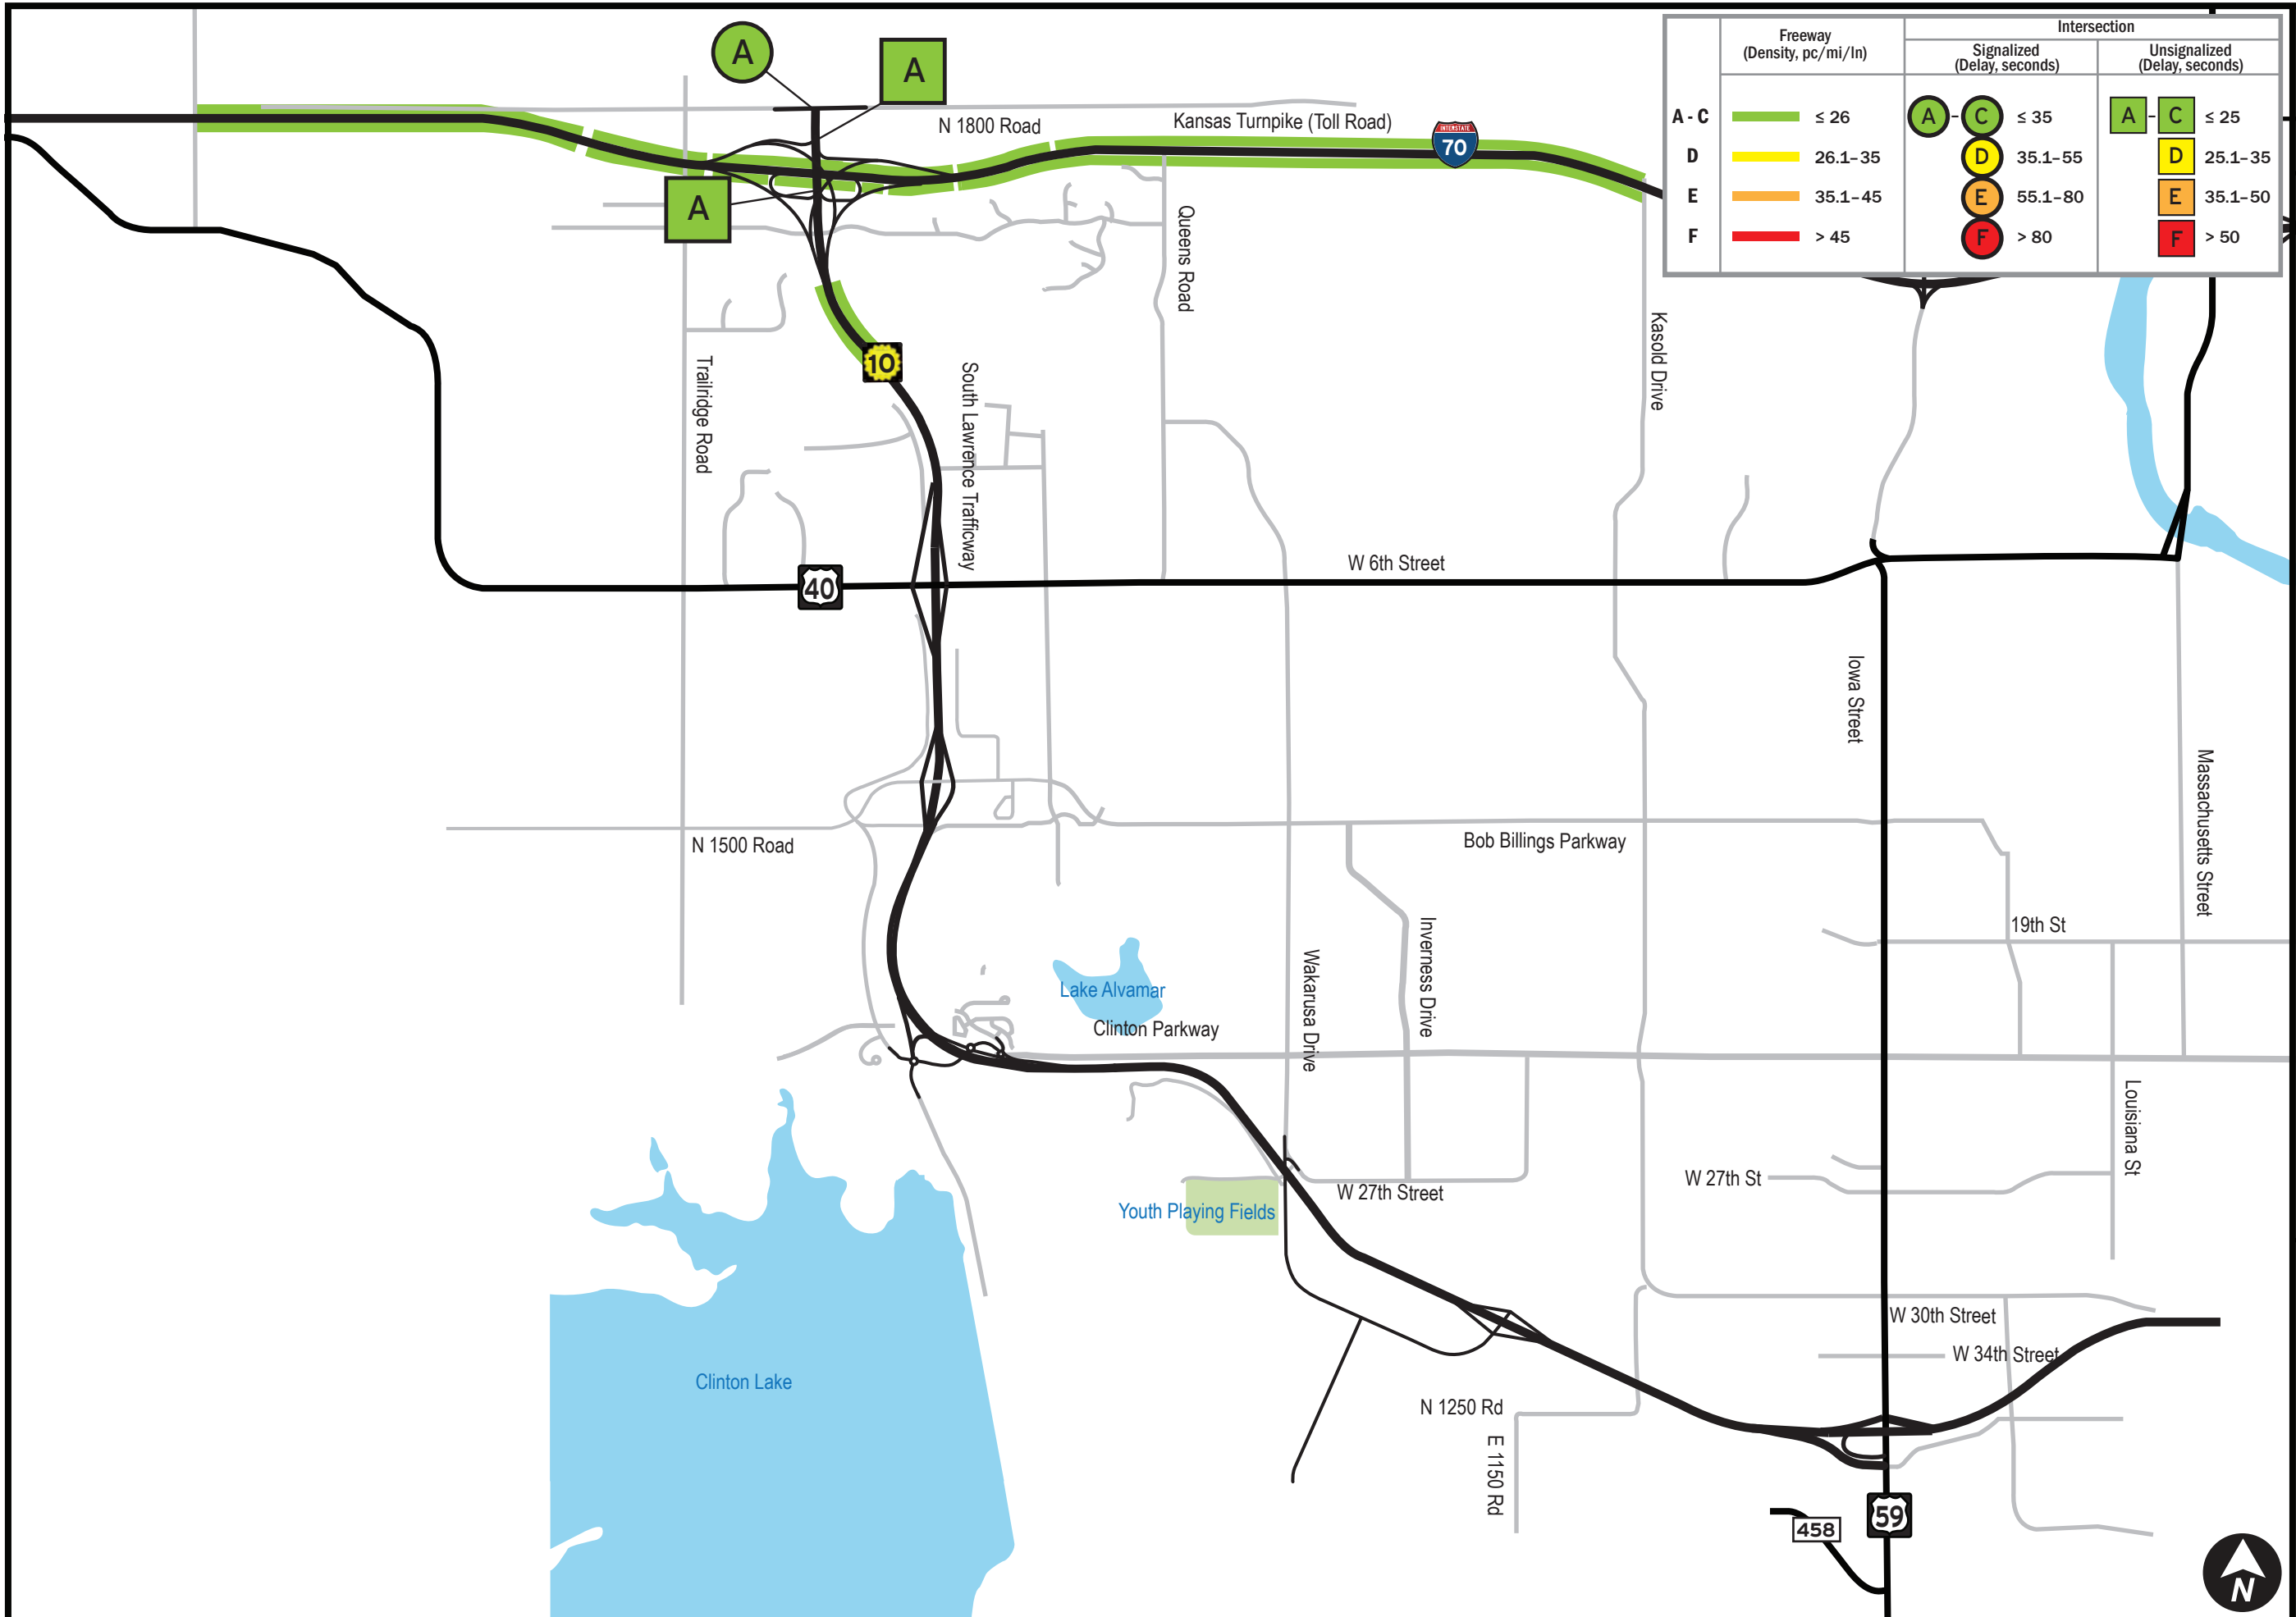 A
A
A
N 1800 Road
Kansas Turnpike (Toll Road)
INTERSTATE
70
Freeway
(Density, pc/mi/ln)
Intersection
Signalized
(Delay, seconds)
Unsignalized
(Delay, seconds)
A - C ≤ 26 A - C ≤ 35 A - C ≤ 25
D 26.1–35 D 35.1–55 D 25.1–35
E 35.1–45 E 55.1–80 E 35.1–50
F > 45 F > 80 F > 50
Queens Road
Kasold Drive
10
Trailridge Road
South Lawrence Trafficway
W 6th Street
40
Iowa Street
Massachusetts Street
N 1500 Road
Bob Billings Parkway
19th St
Inverness Drive
Wakarusa Drive
Lake Alvamar
Clinton Parkway
Louisiana St
W 27th St
W 27th Street
Youth Playing Fields
W 30th Street
W 34th Street
Clinton Lake
N 1250 Rd
E 1150 Rd
59
458
N